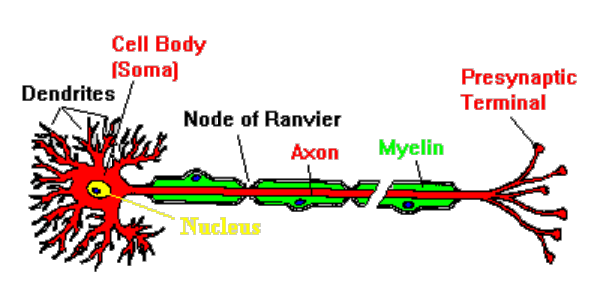 Cell Body
(Soma)
Dendrites
Presynaptic
Terminal
Node of Ranvier
Axon
Myelin
Nucleus